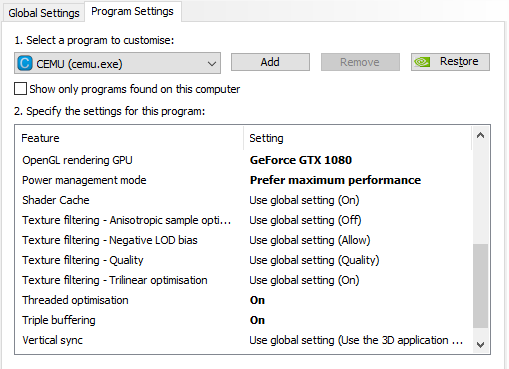 Global Settings Program Settings
1. Select a program to customise:
CEMU (cemu.exe) Add Remove Restore
Show only programs found on this computer
2. Specify the settings for this program:
Feature Setting
OpenGL rendering GPU GeForce GTX 1080
Power management mode Prefer maximum performance
Shader Cache Use global setting (On)
Texture filtering - Anisotropic sample opti... Use global setting (Off)
Texture filtering - Negative LOD bias Use global setting (Allow)
Texture filtering - Quality Use global setting (Quality)
Texture filtering - Trilinear optimisation Use global setting (On)
Threaded optimisation On
Triple buffering On
Vertical sync Use global setting (Use the 3D application ...